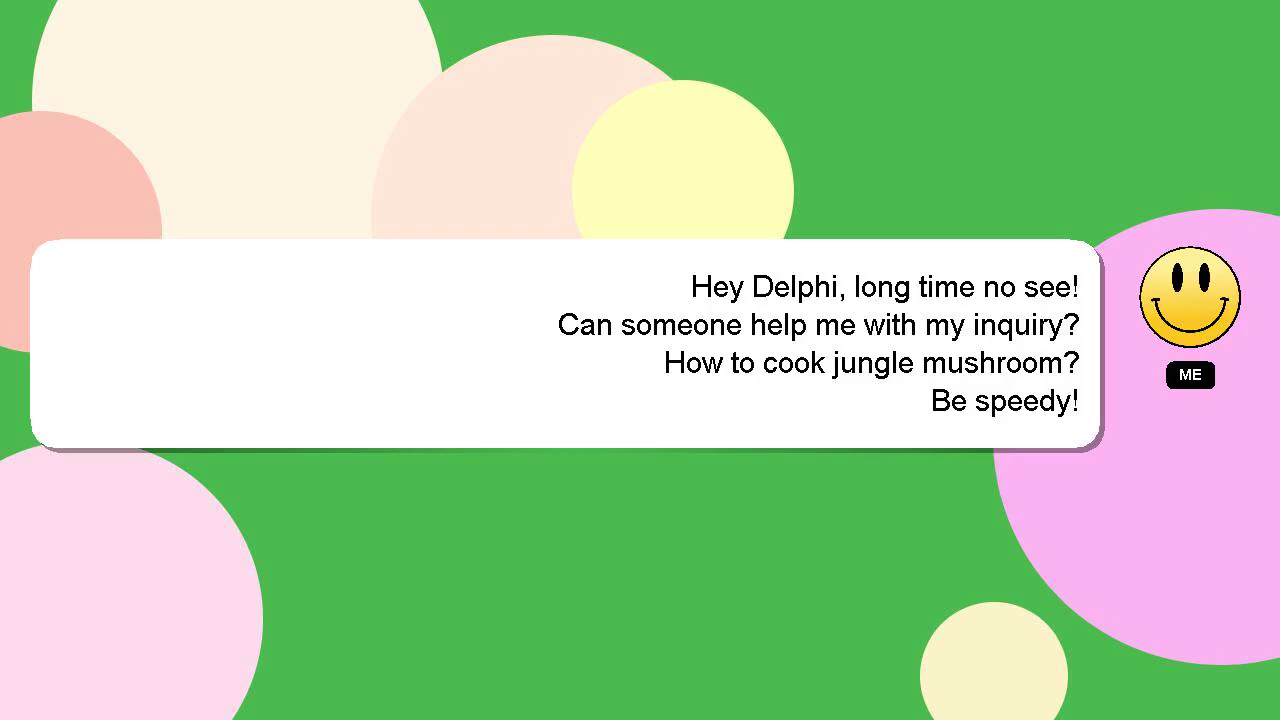 Hey Delphi, long time no see!
Can someone help me with my inquiry?
How to cook jungle mushroom?
Be speedy!
ME